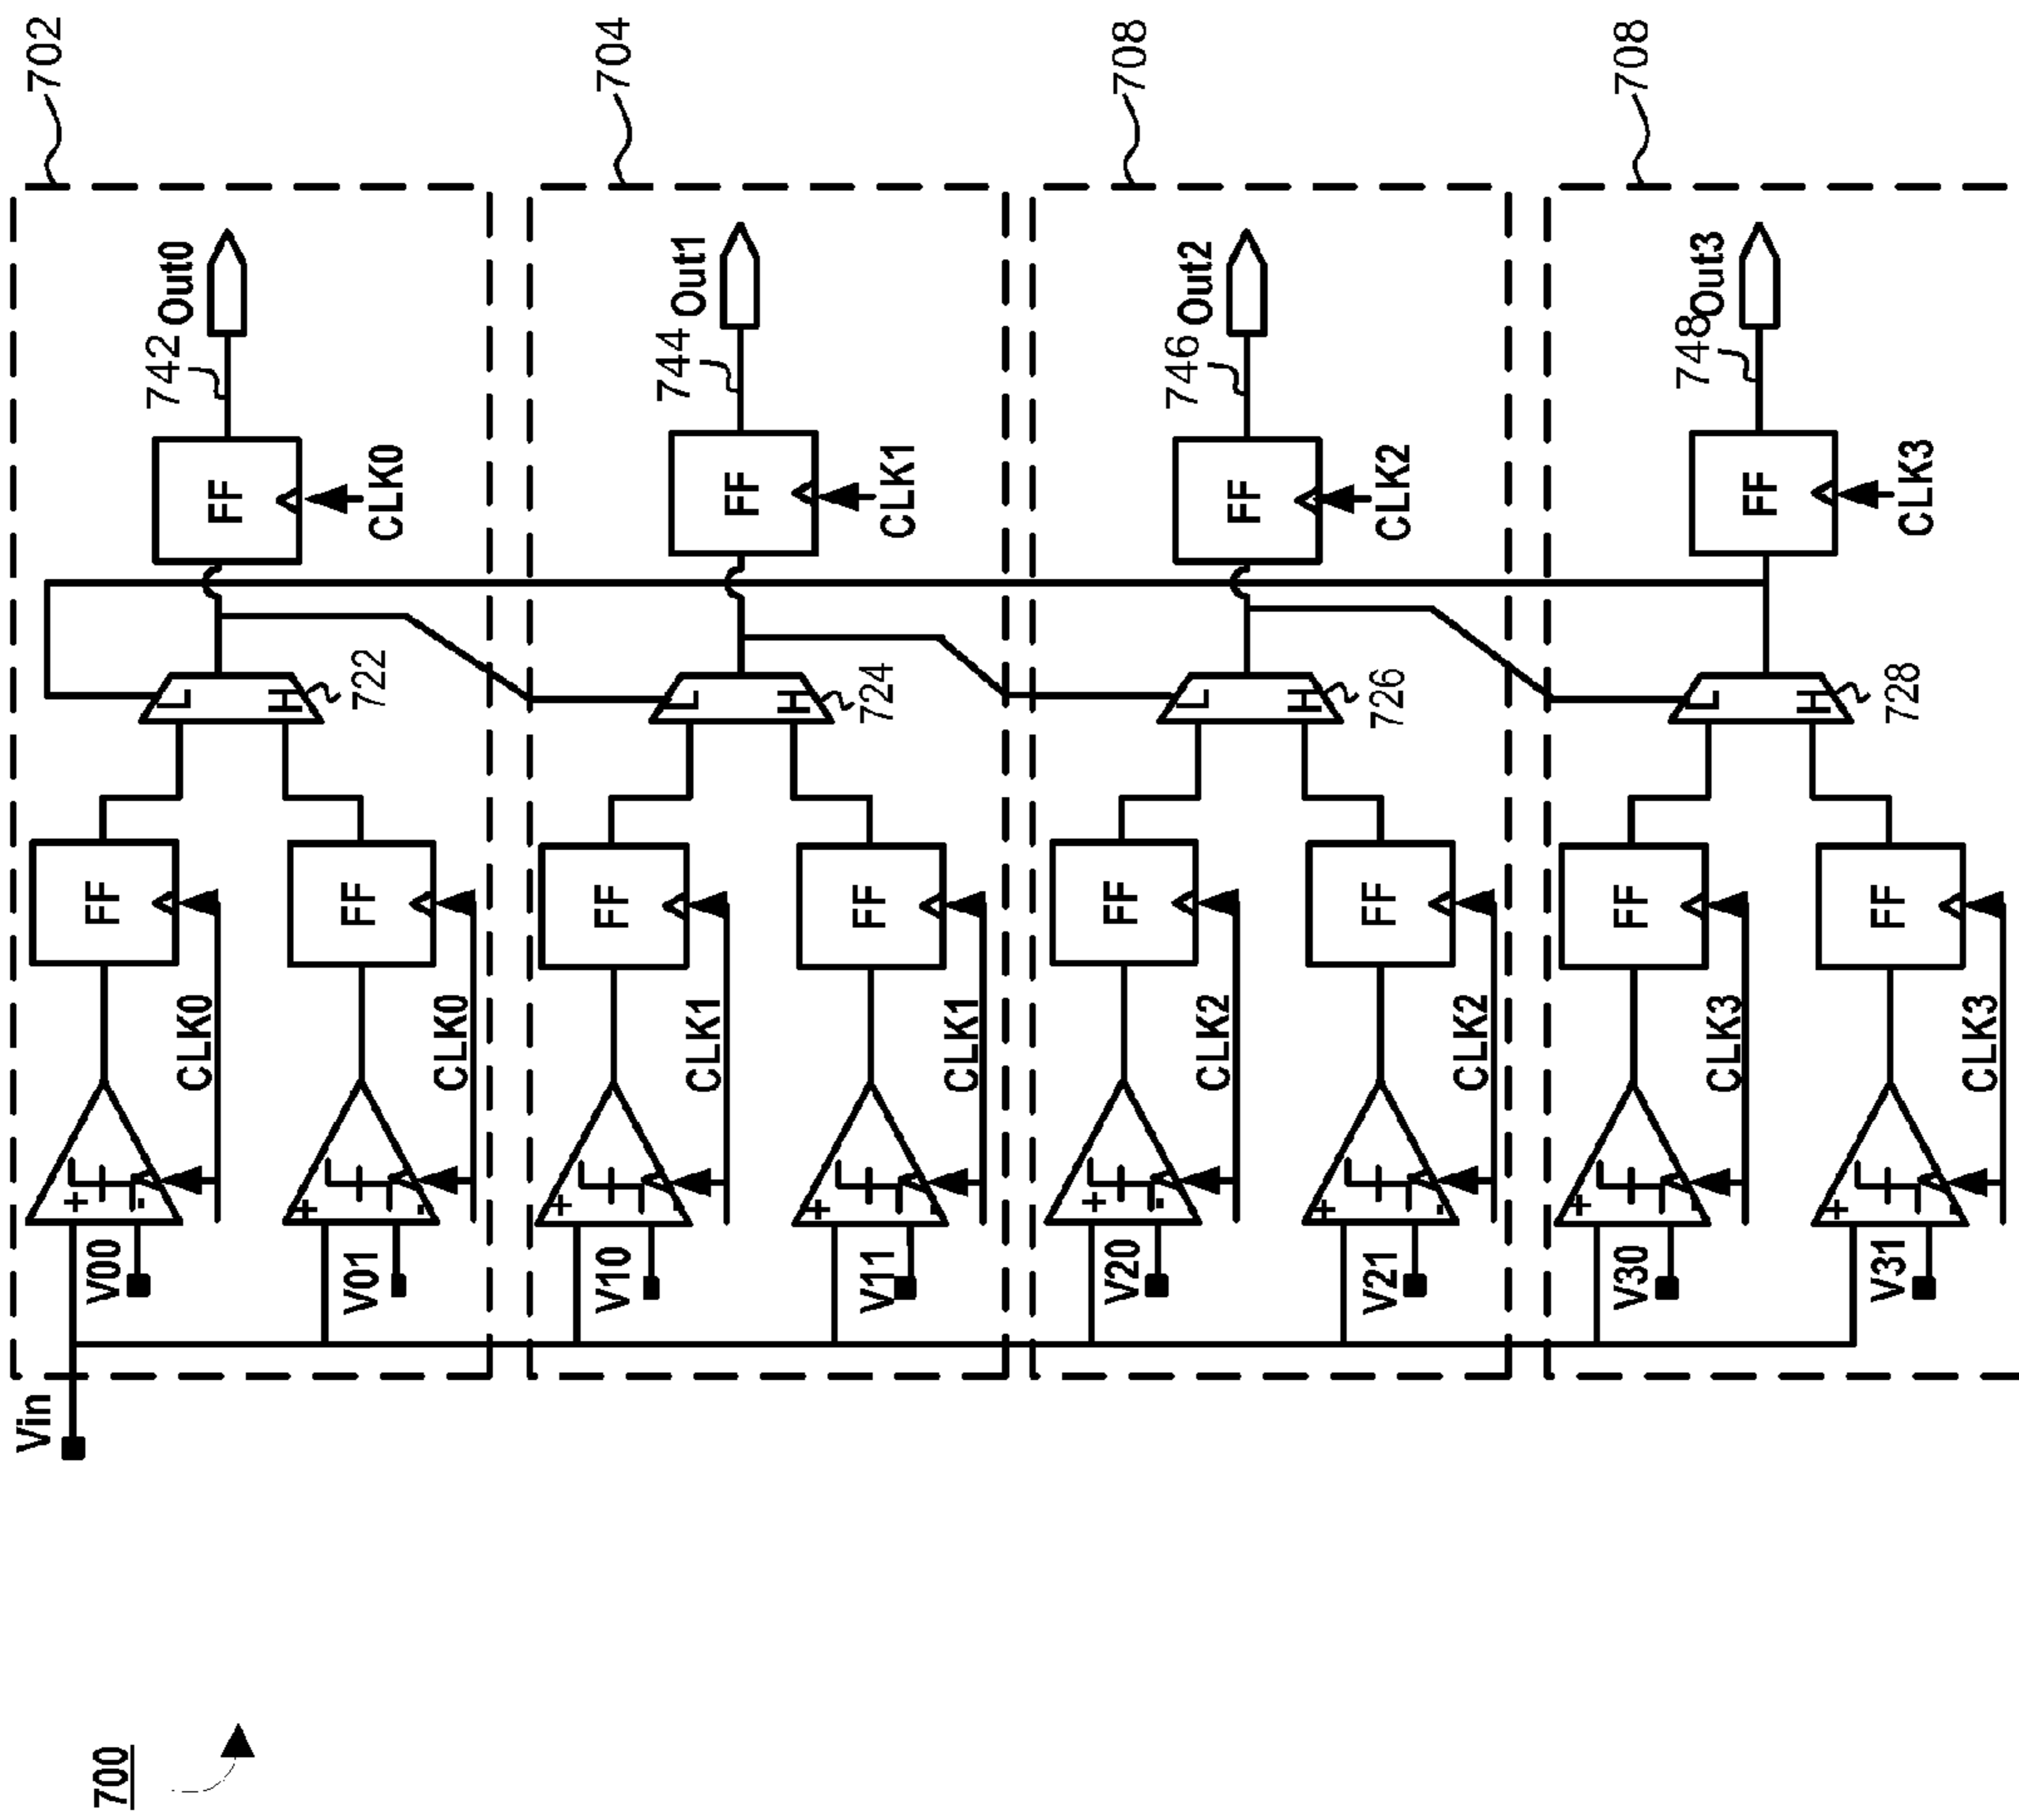 700
Vin
702
V00
+
-
CLK0
FF
V01
+
-
CLK0
FF
L
H
722
FF
CLK0
742
Out0
704
V10
+
-
CLK1
FF
V11
+
-
CLK1
FF
L
H
724
FF
CLK1
744
Out1
708
V20
+
-
CLK2
FF
V21
+
-
CLK2
FF
L
H
726
FF
CLK2
746
Out2
708
V30
+
-
CLK3
FF
V31
+
-
CLK3
FF
L
H
728
FF
CLK3
748
Out3